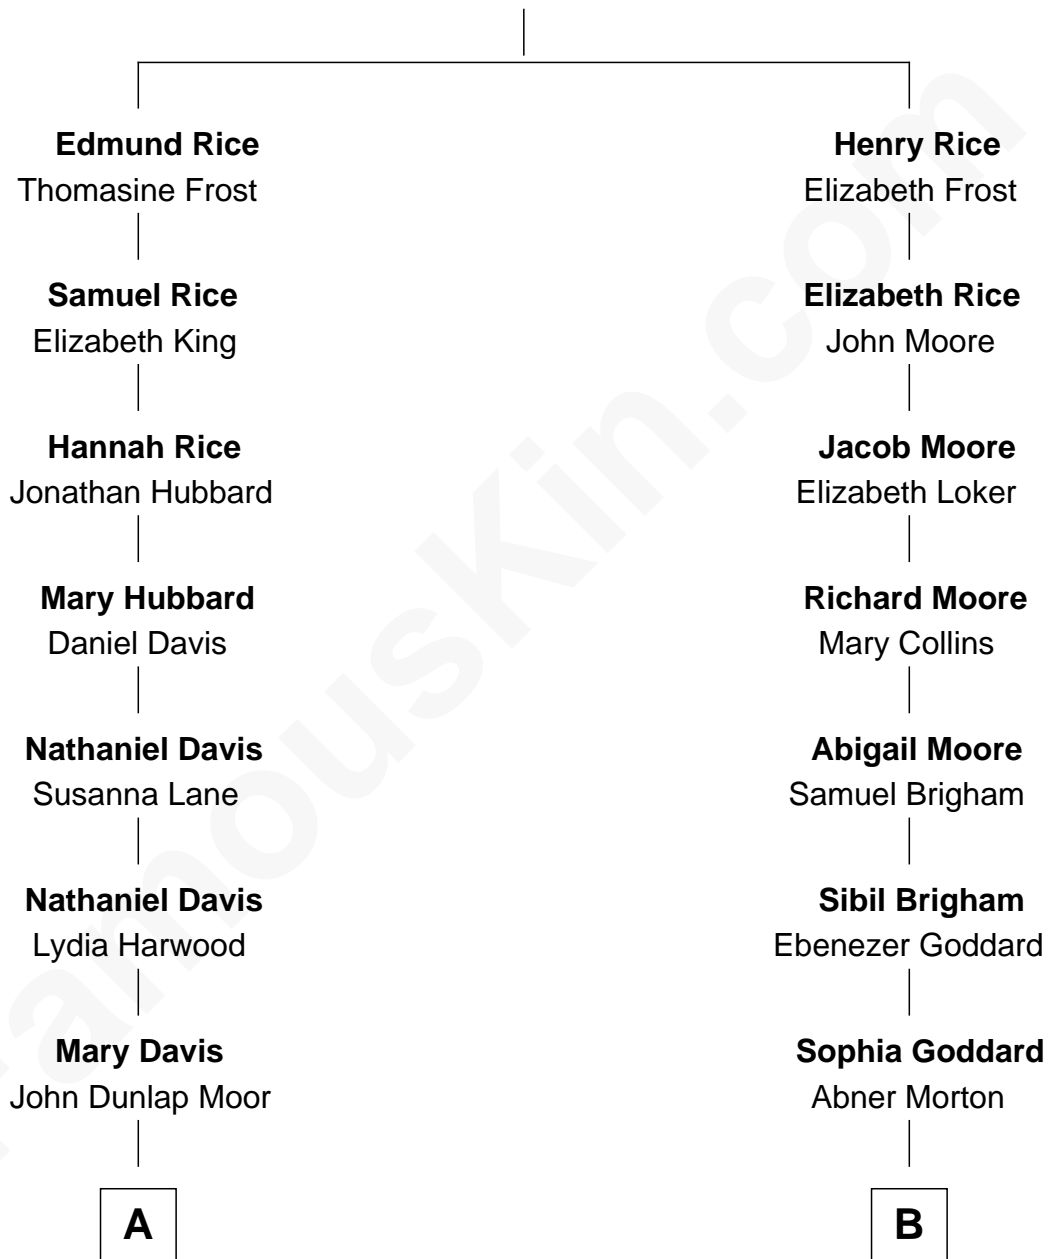 Edmund Rice
Thomasine Frost
Samuel Rice
Elizabeth King
Hannah Rice
Jonathan Hubbard
Mary Hubbard
Daniel Davis
Nathaniel Davis
Susanna Lane
Nathaniel Davis
Lydia Harwood
Mary Davis
John Dunlap Moor
A
Henry Rice
Elizabeth Frost
Elizabeth Rice
John Moore
Jacob Moore
Elizabeth Loker
Richard Moore
Mary Collins
Abigail Moore
Samuel Brigham
Sibil Brigham
Ebenezer Goddard
Sophia Goddard
Abner Morton
B
FamousKin.com